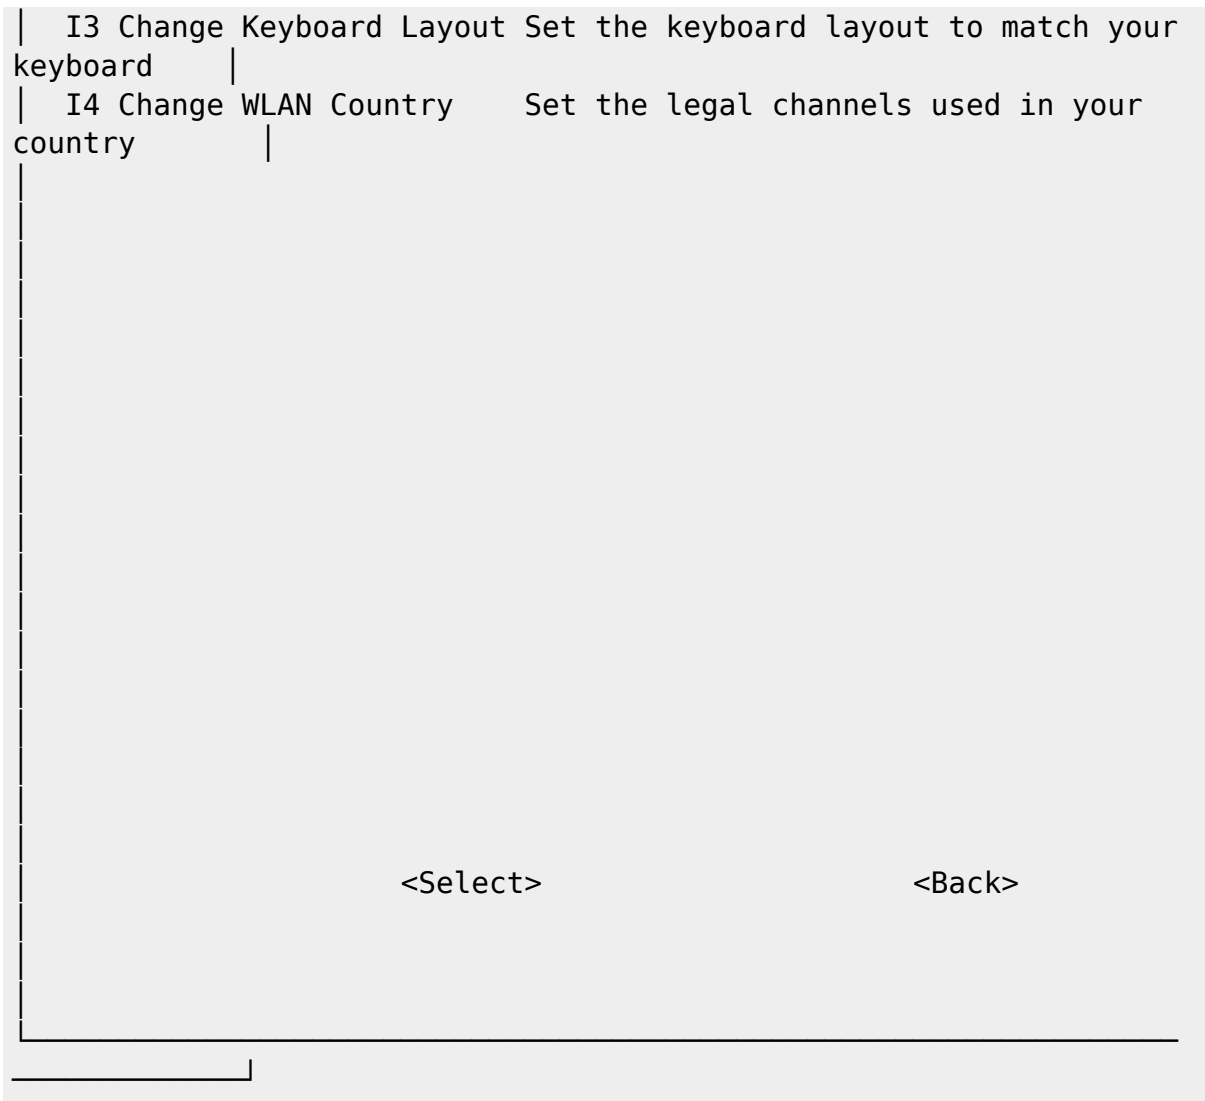 │  I3 Change Keyboard Layout Set the keyboard layout to match your
keyboard    │
│  I4 Change WLAN Country    Set the legal channels used in your
country       │
<Select>                     <Back>